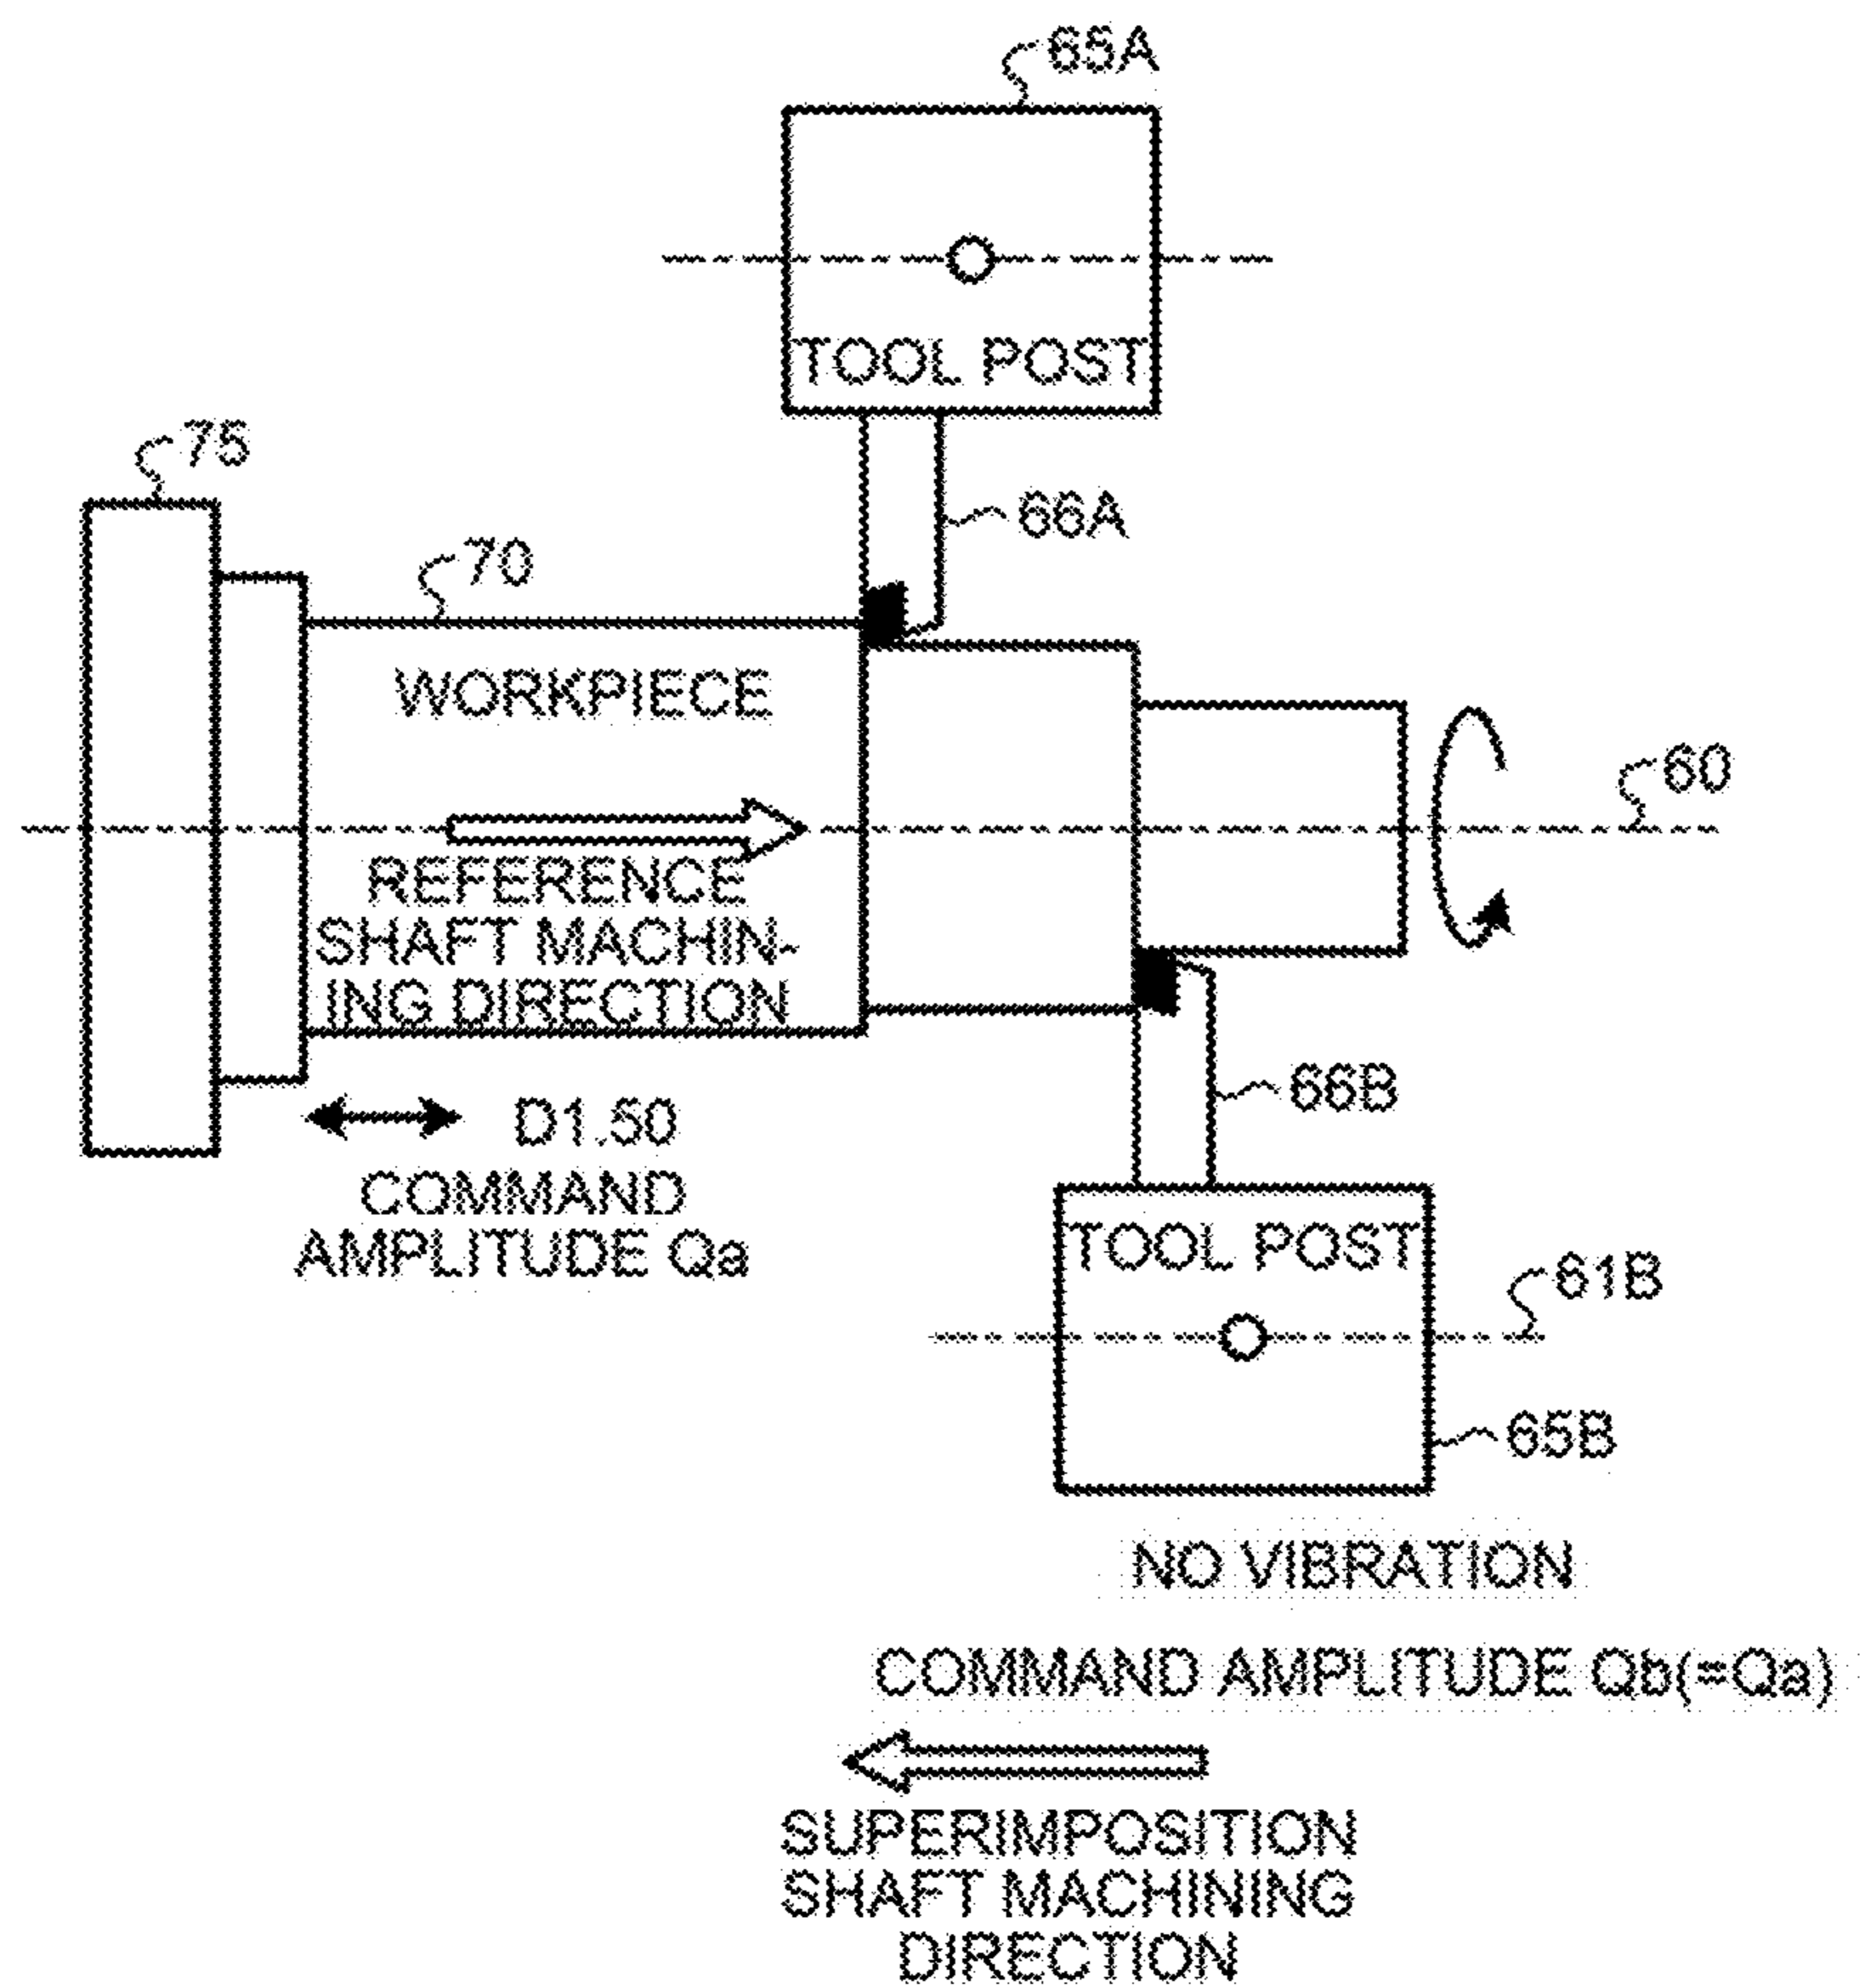 65A
TOOL POST
75
66A
70
WORKPIECE
60
REFERENCE
SHAFT MACHIN-
ING DIRECTION
66B
D1.50
COMMAND
AMPLITUDE Qa
TOOL POST
61B
65B
NO VIBRATION
COMMAND AMPLITUDE Qb(=Qa)
SUPERIMPOSITION
SHAFT MACHINING
DIRECTION